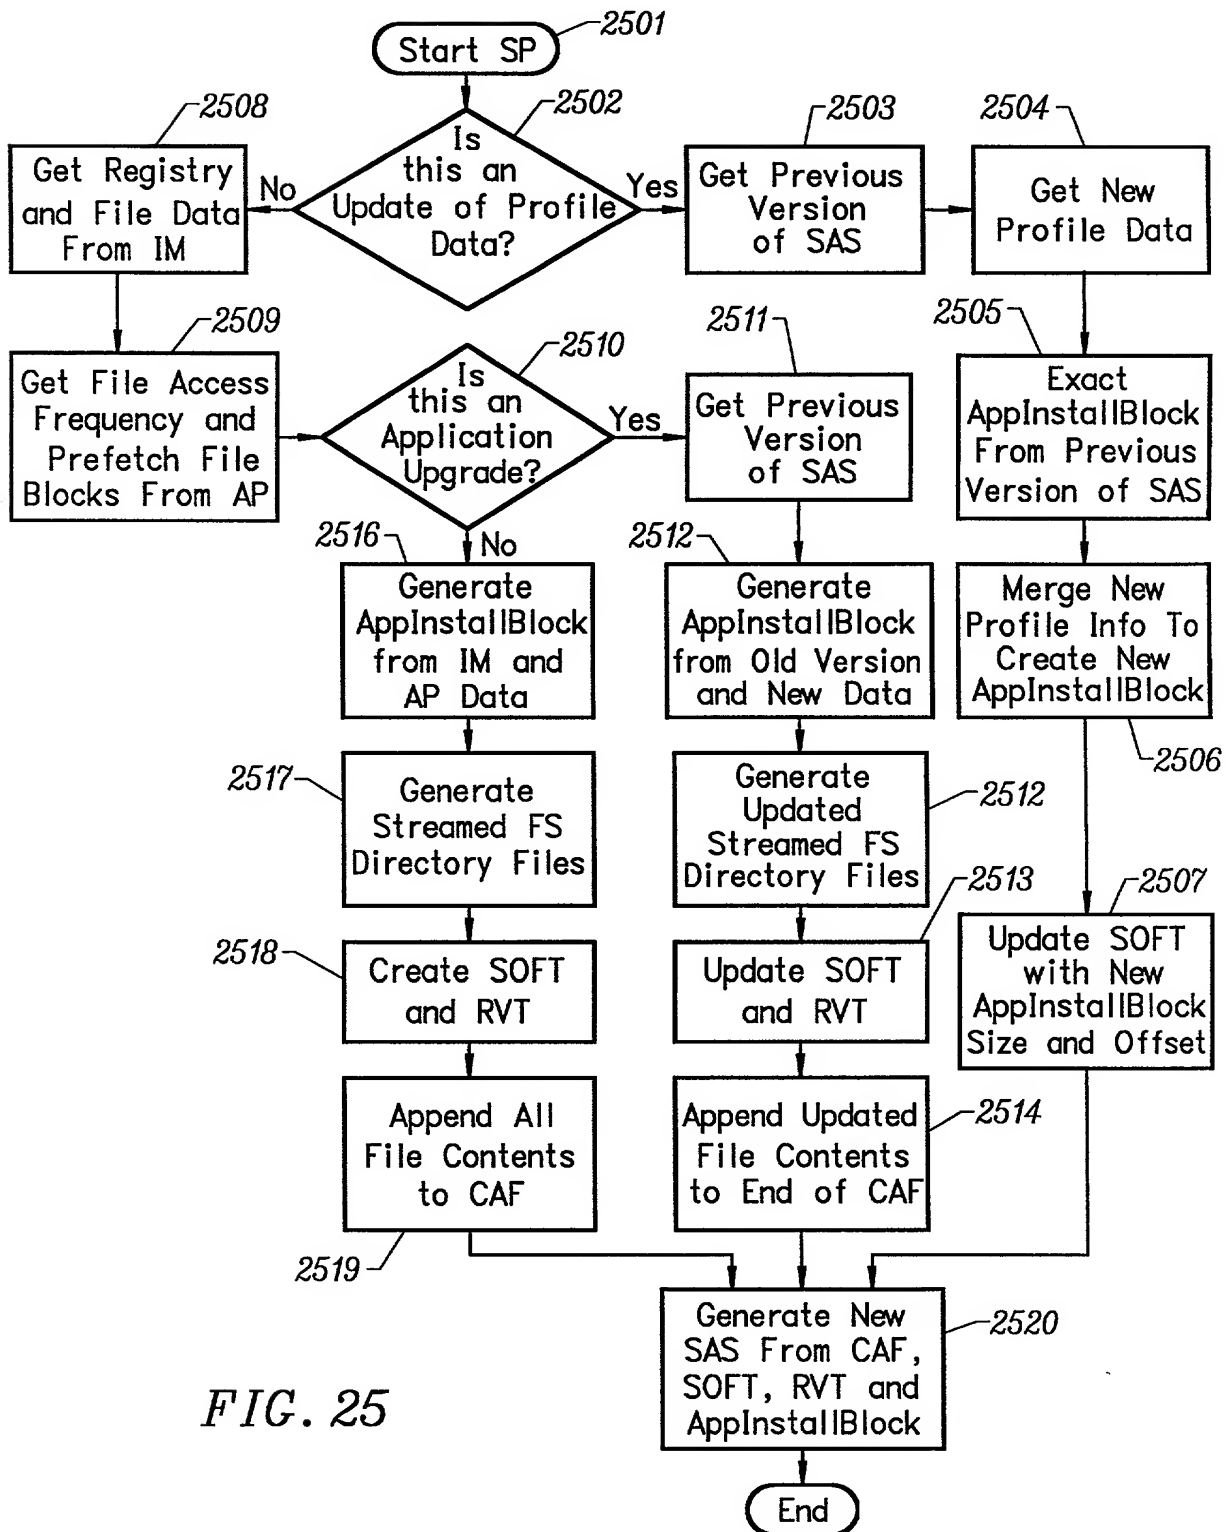 2501
Start SP
2502
Is
this an
Update of Profile
Data?
No
Yes
2508
Get Registry
and File Data
From IM
2503
Get Previous
Version
of SAS
2504
Get New
Profile Data
2509
Get File Access
Frequency and
Prefetch File
Blocks From AP
2510
Is
this an
Application
Upgrade?
Yes
No
2511
Get Previous
Version
of SAS
2505
Exact
AppInstallBlock
From Previous
Version of SAS
2516
Generate
AppInstallBlock
from IM and
AP Data
2512
Generate
AppInstallBlock
from Old Version
and New Data
Merge New
Profile Info To
Create New
AppInstallBlock
2506
2517
Generate
Streamed FS
Directory Files
Generate
Updated
Streamed FS
Directory Files
2512
2518
Create SOFT
and RVT
2513
Update SOFT
and RVT
2507
Update SOFT
with New
AppInstallBlock
Size and Offset
Append All
File Contents
to CAF
2519
Append Updated
File Contents
to End of CAF
2514
Generate New
SAS From CAF,
SOFT, RVT and
AppInstallBlock
2520
End
FIG. 25